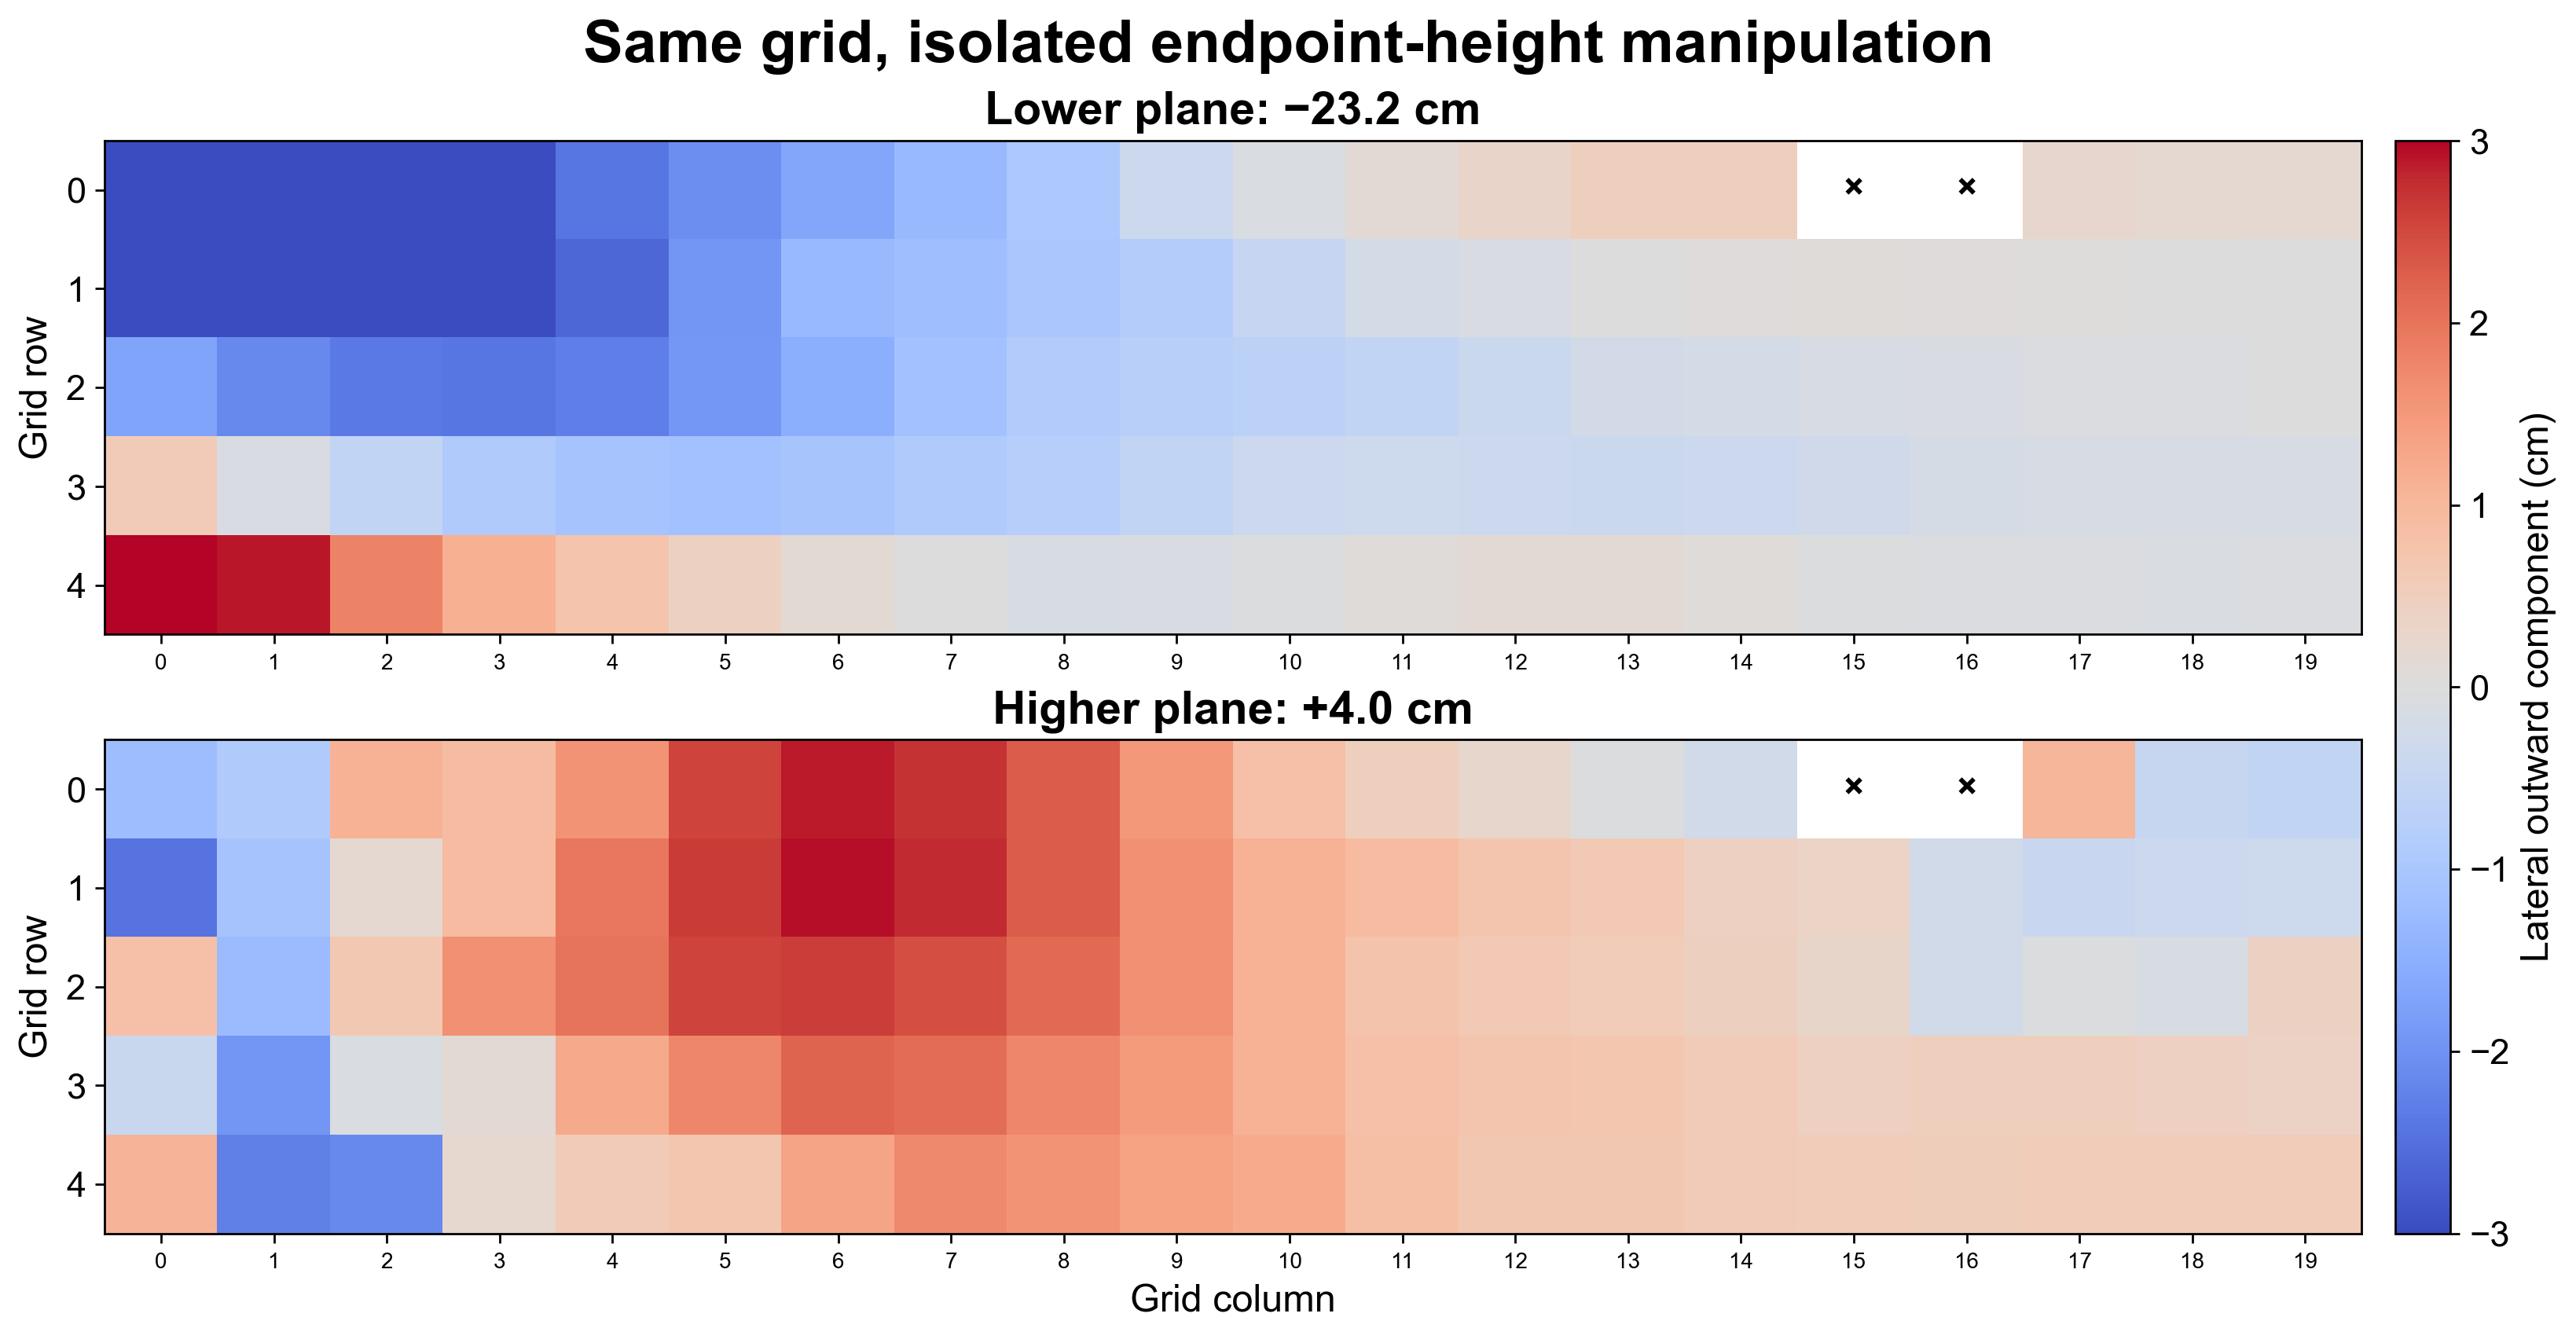 Same grid, isolated endpoint-height manipulation
Lower plane: −23.2 cm
Grid row
0
1
2
3
4
0 1 2 3 4 5 6 7 8 9 10 11 12 13 14 15 16 17 18 19
Higher plane: +4.0 cm
Grid row
0
1
2
3
4
0 1 2 3 4 5 6 7 8 9 10 11 12 13 14 15 16 17 18 19
Grid column
3
2
1
0
−1
−2
−3
Lateral outward component (cm)